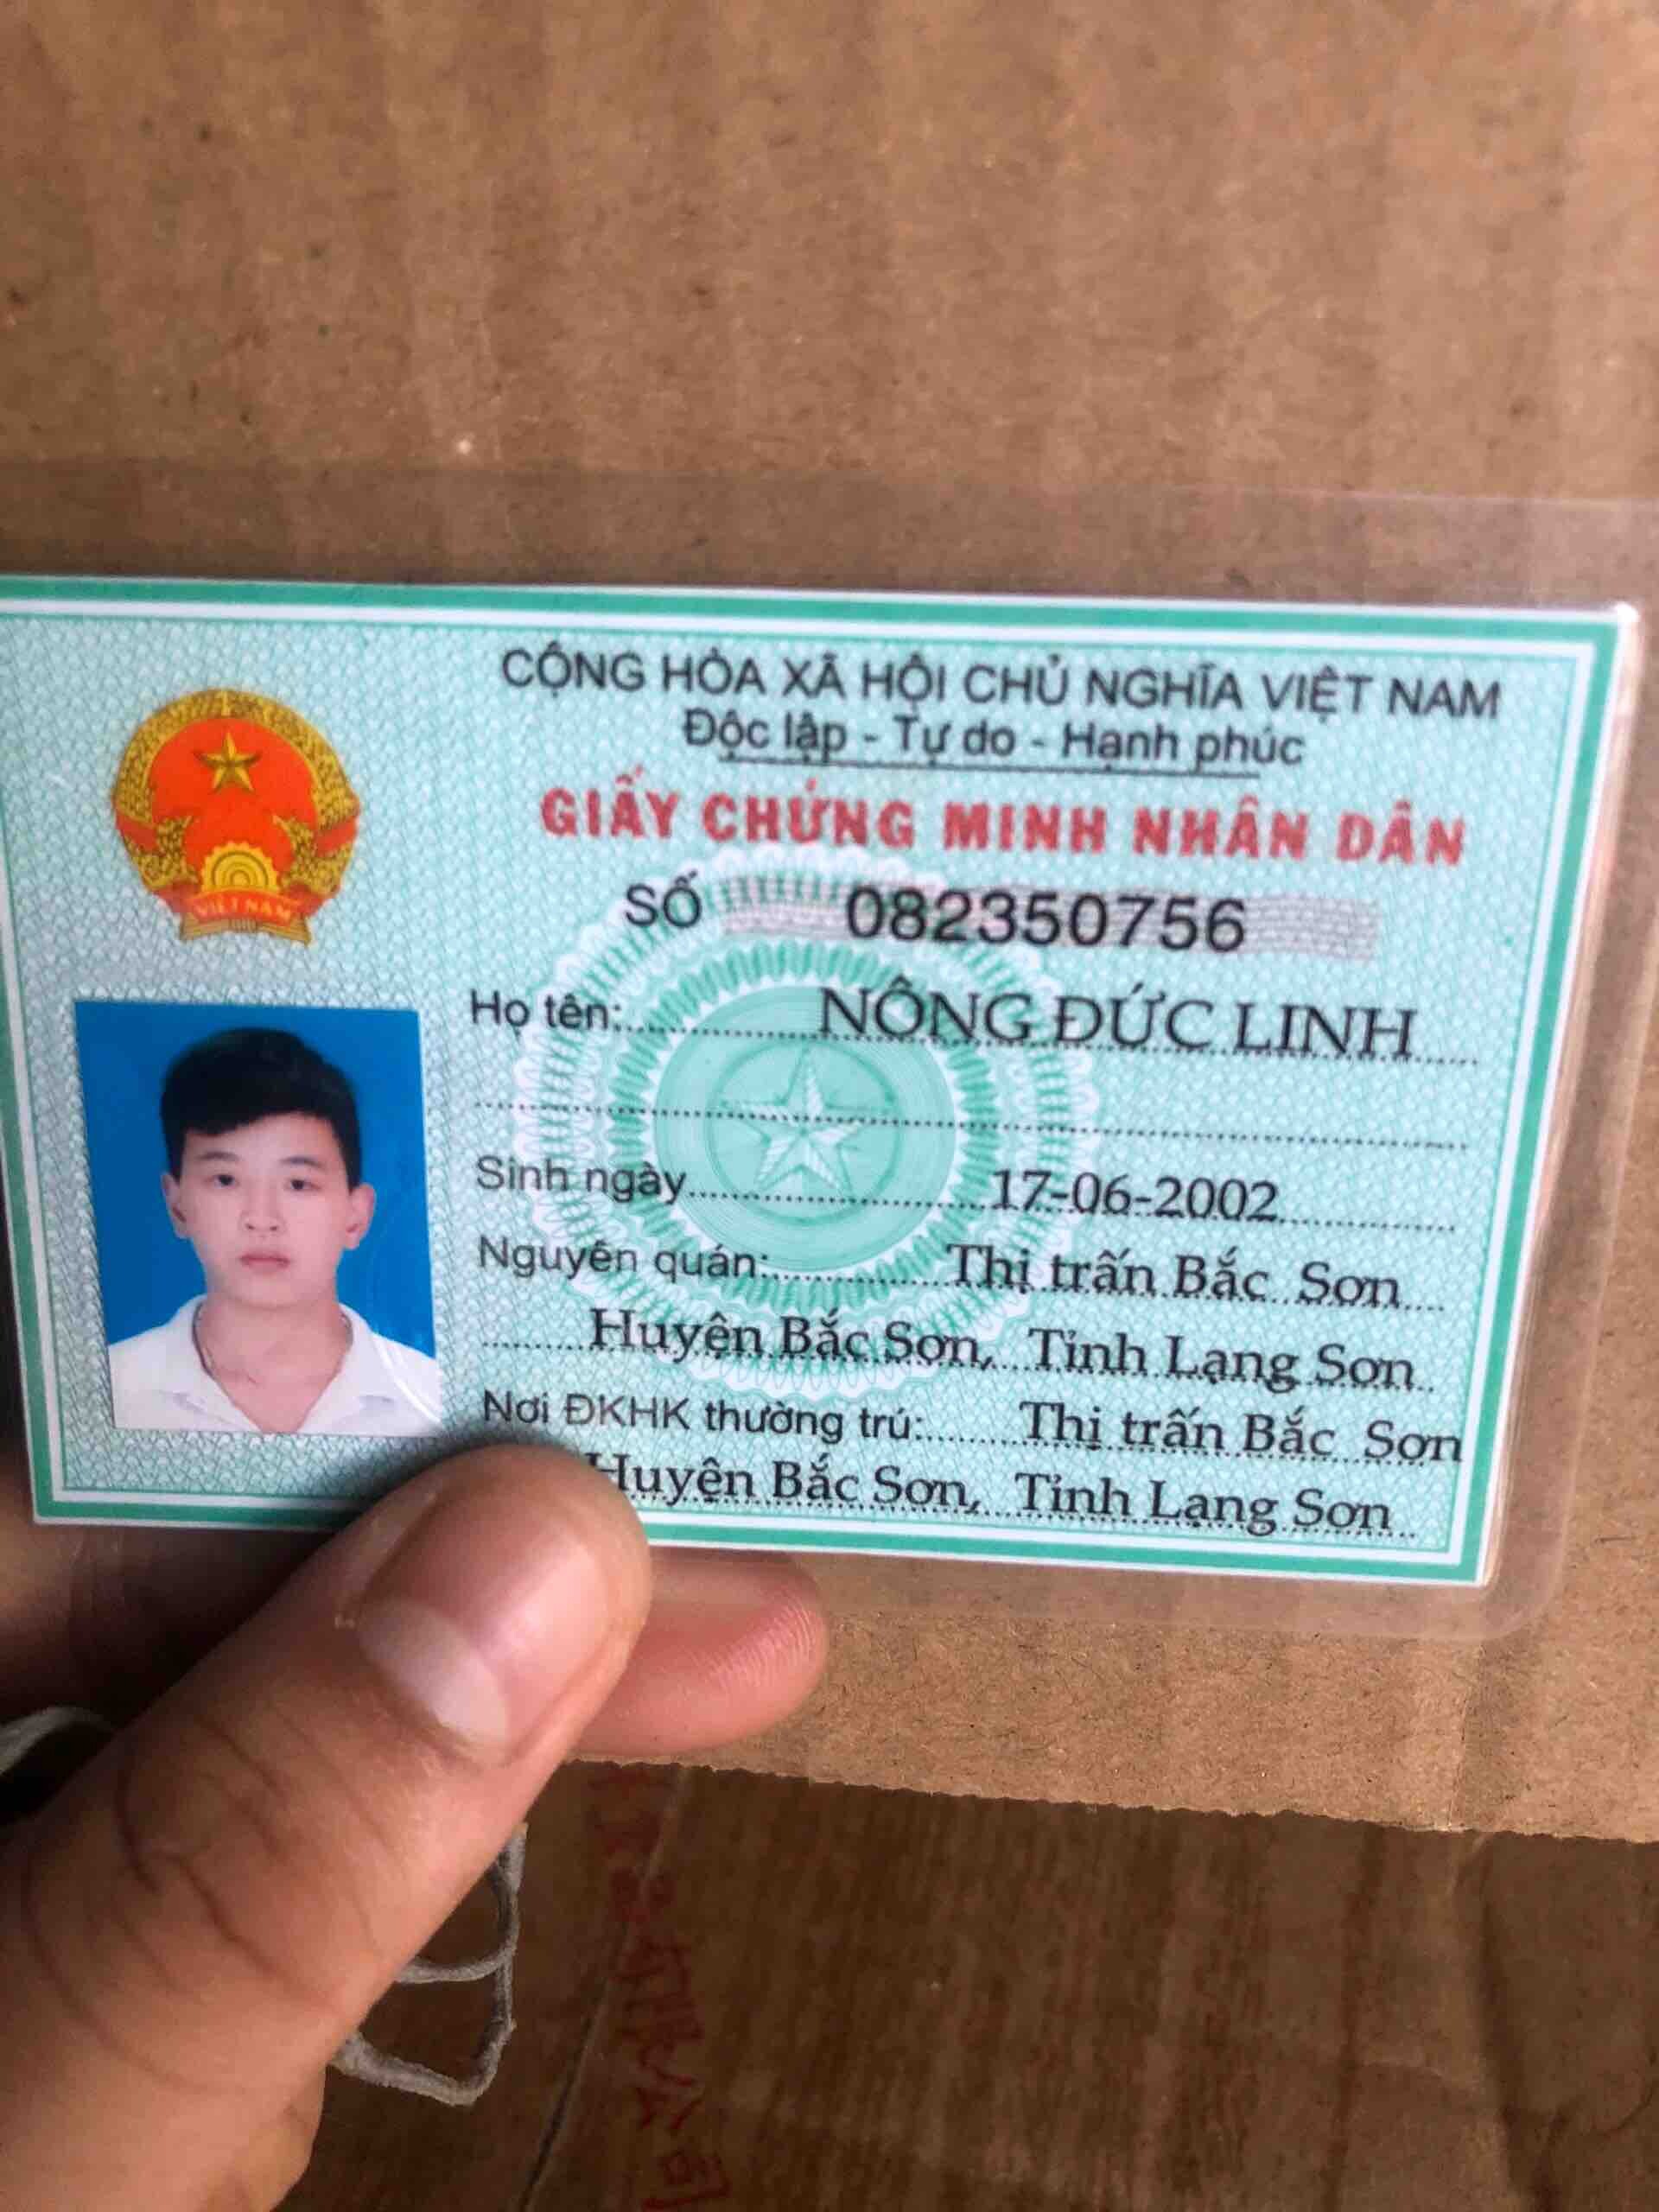 CỘNG HÒA XÃ HỘI CHỦ NGHĨA VIỆT NAM
Độc lập - Tự do - Hạnh phúc
GIẤY CHỨNG MINH NHÂN DÂN
SỐ 082350756
VIỆT NAM
Họ tên: NÔNG ĐỨC LINH
Sinh ngày 17-06-2002
Nguyên quán: Thị trấn Bắc Sơn
Huyện Bắc Sơn, Tỉnh Lạng Sơn
Nơi ĐKHK thường trú: Thị trấn Bắc Sơn
Huyện Bắc Sơn, Tỉnh Lạng Sơn